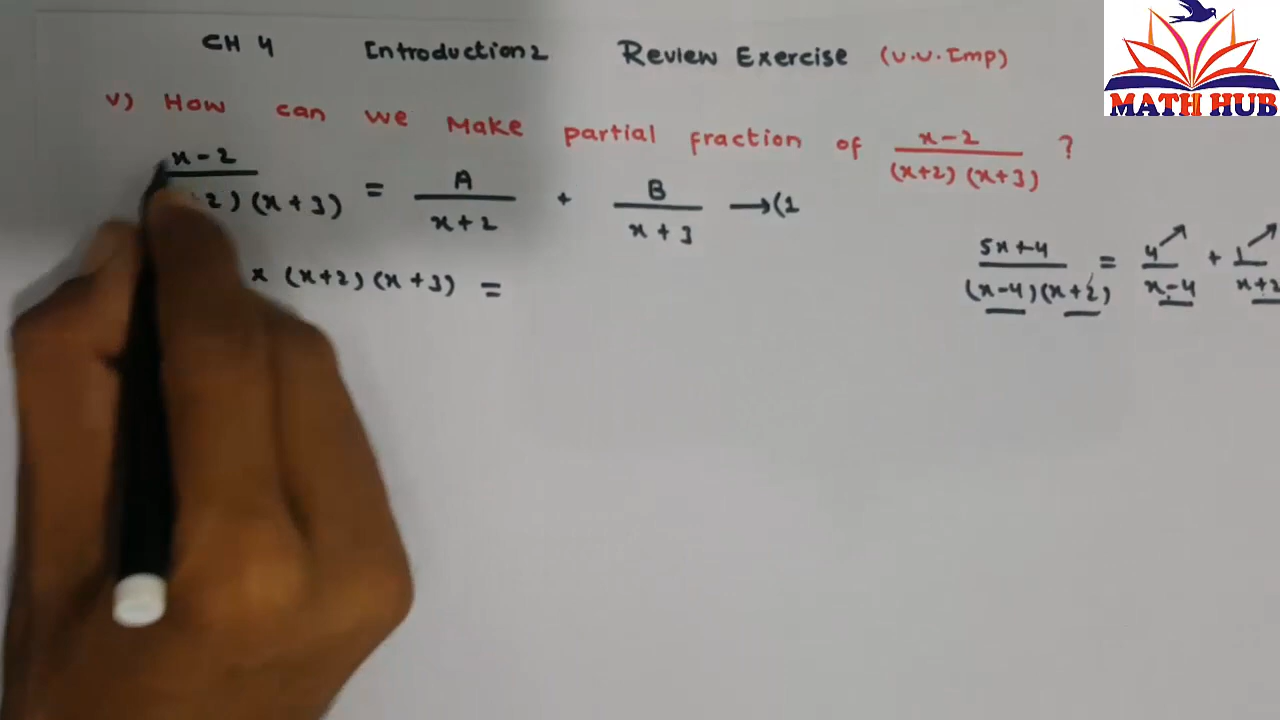 CH 4 Introduction2 Review Exercise (V.V.Imp)
MATH HUB
v) How can we Make partial fraction of x-2 / (x+2) (x+3) ?
x-2 / +2) (x+3) = A / x+2 + B / x+3 →(1
x (x+2) (x+3) =
5x+4 / (x-4)(x+2) = 4 / x-4 + 1 / x+2